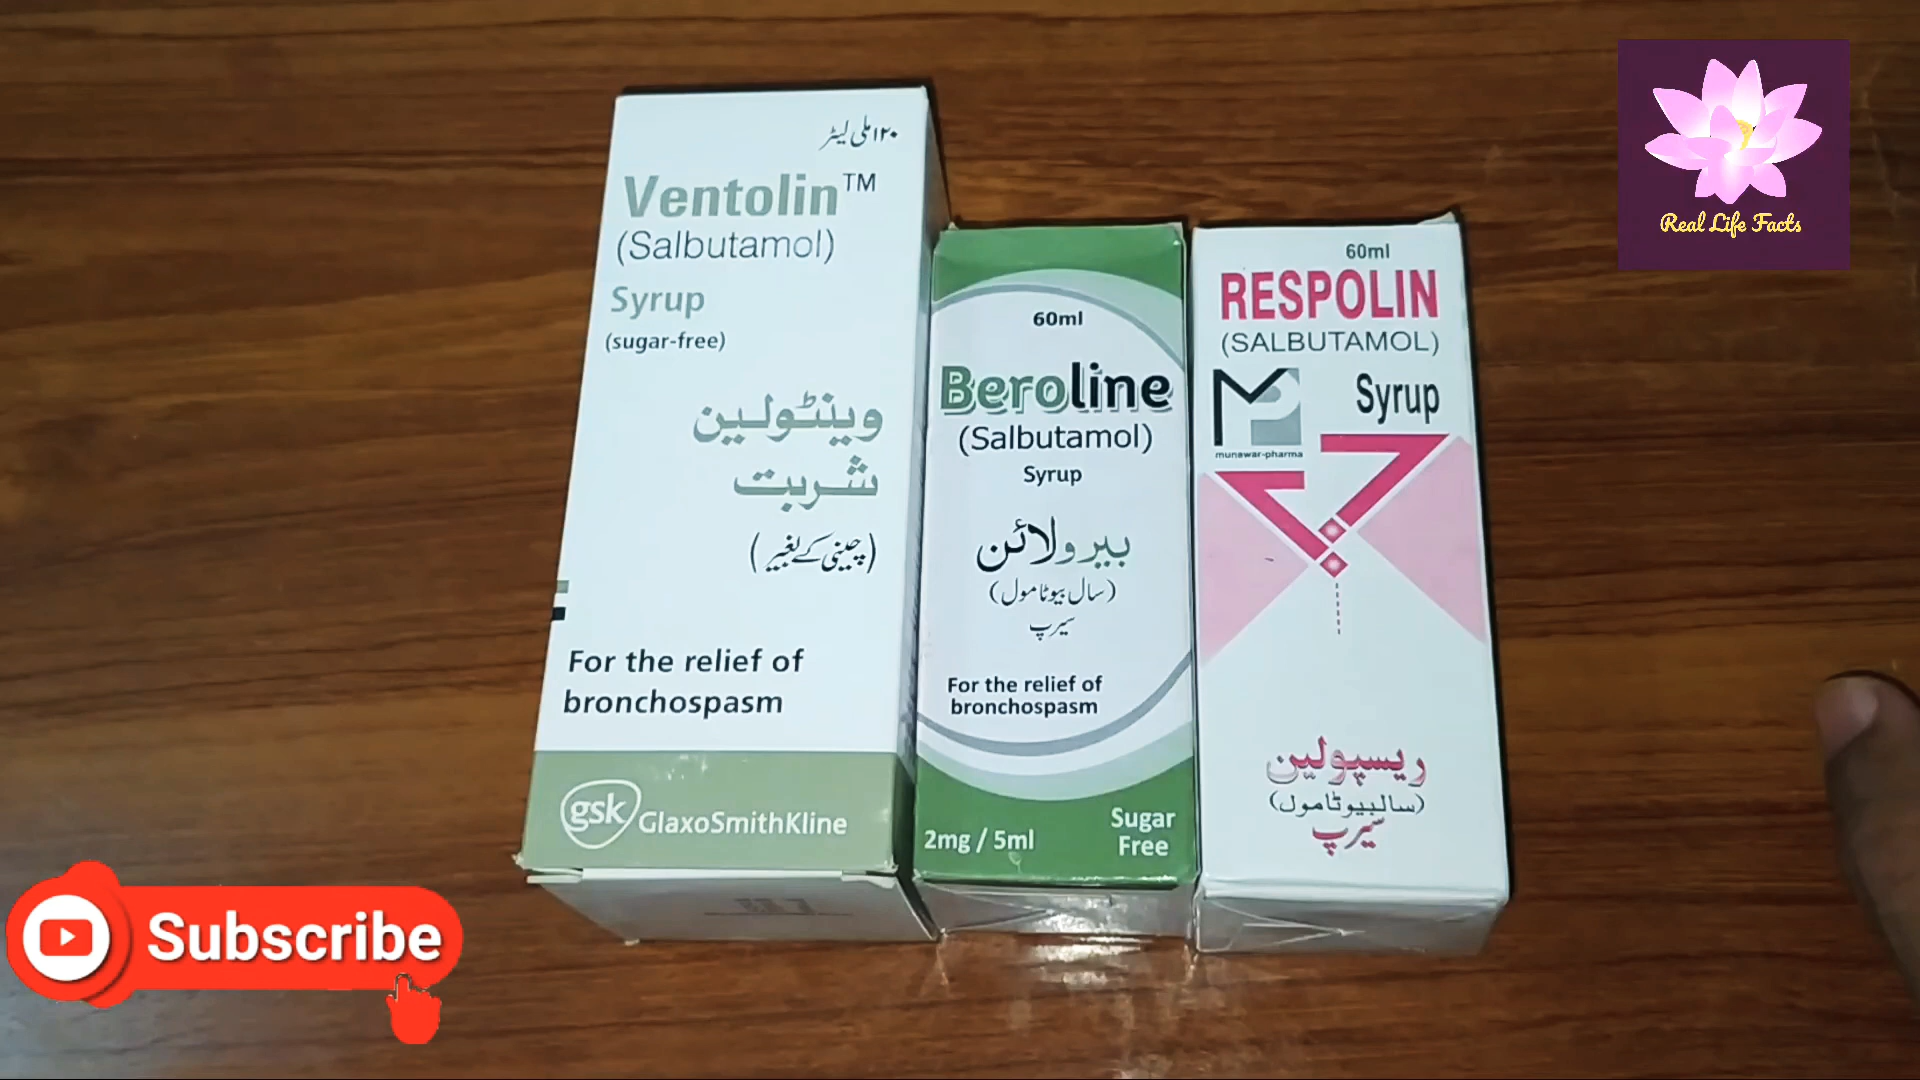 ۱۲۰ ملی لیٹر
Ventolin™
(Salbutamol)
Syrup
(sugar-free)
وینٹولین
شربت
(چینی کے بغیر)
For the relief of
bronchospasm
gsk GlaxoSmithKline
60ml
Beroline
(Salbutamol)
Syrup
بیرولائن
(سال بیوٹامول)
سیرپ
For the relief of
bronchospasm
2mg / 5ml
Sugar
Free
60ml
RESPOLIN
(SALBUTAMOL)
Syrup
munawar-pharma
ریسپولین
(سالبیوٹامول)
سیرپ
Real Life Facts
Subscribe